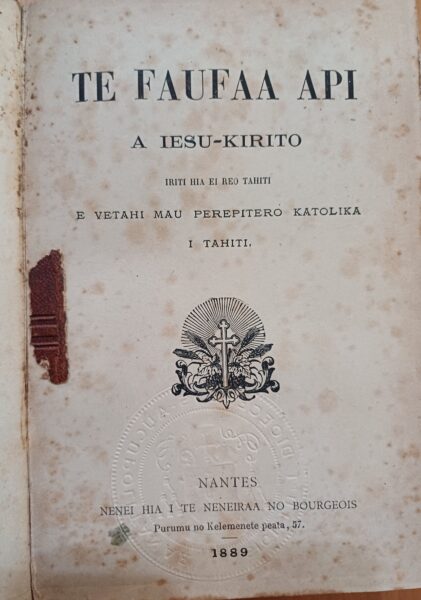 TE FAUFAA API
A IESU-KIRITO
IRITI HIA EI REO TAHITI
E VETAHI MAU PEREPITERO KATOLIKA
I TAHITI.
NANTES
NENEI HIA I TE NENEIRAA NO BOURGEOIS
Purumu no Kelemenete peata, 57.
1889